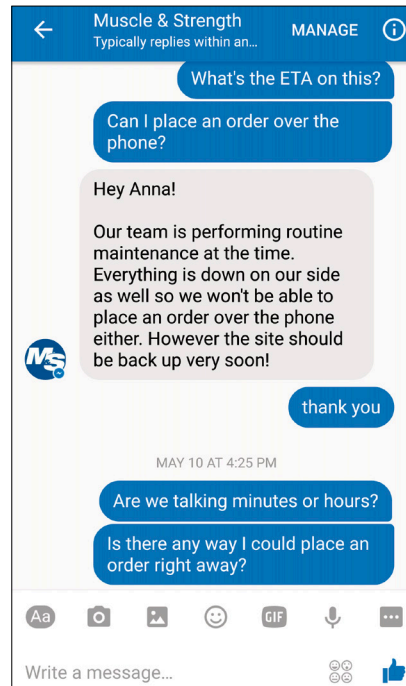 Muscle & Strength
Typically replies within an...
MANAGE
What's the ETA on this?
Can I place an order over the
phone?
Hey Anna!
Our team is performing routine
maintenance at the time.
Everything is down on our side
as well so we won't be able to
place an order over the phone
either. However the site should
be back up very soon!
MS
thank you
MAY 10 AT 4:25 PM
Are we talking minutes or hours?
Is there any way I could place an
order right away?
Aa
GIF
Write a message...